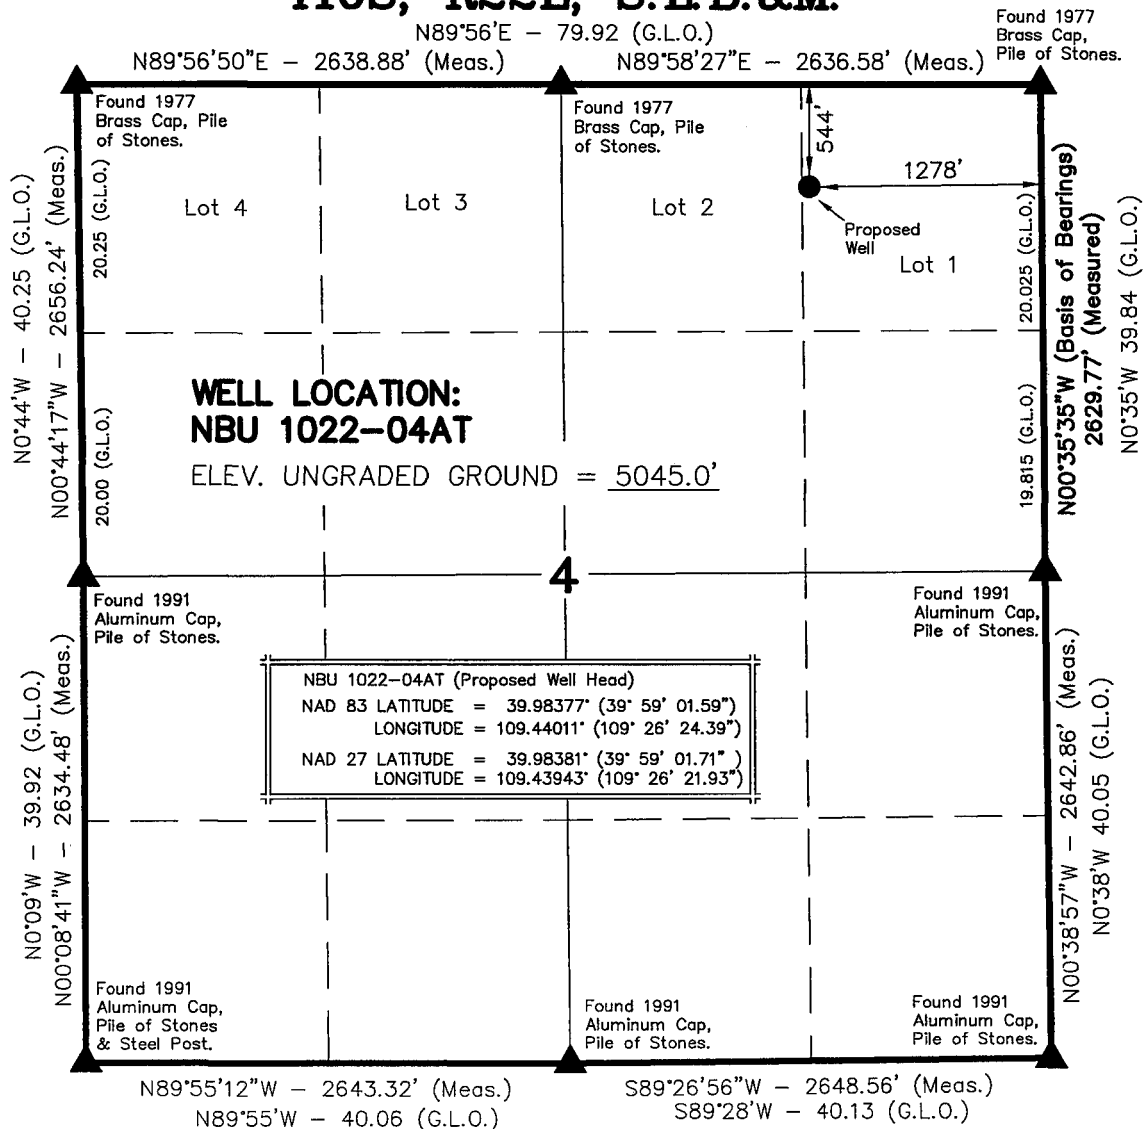 T10S, R22E, S.L.B.&M.
N89°56'E – 79.92 (G.L.O.)
N89°56'50"E – 2638.88' (Meas.)
N89°58'27"E – 2636.58' (Meas.)
Found 1977
Brass Cap,
Pile of Stones.
Found 1977
Brass Cap, Pile
of Stones.
Found 1977
Brass Cap, Pile
of Stones.
544'
1278'
Proposed
Well
Lot 4
Lot 3
Lot 2
Lot 1
N0°44'W – 40.25 (G.L.O.)
N00°44'17"W – 2656.24' (Meas.)
20.25 (G.L.O.)
20.00 (G.L.O.)
20.025 (G.L.O.)
19.815 (G.L.O.)
N00°35'35"W (Basis of Bearings)
2629.77' (Measured)
N0°35'W 39.84 (G.L.O.)
WELL LOCATION:
NBU 1022–04AT
ELEV. UNGRADED GROUND = 5045.0'
4
Found 1991
Aluminum Cap,
Pile of Stones.
Found 1991
Aluminum Cap,
Pile of Stones.
NBU 1022–04AT (Proposed Well Head)
NAD 83 LATITUDE = 39.98377° (39° 59' 01.59")
LONGITUDE = 109.44011° (109° 26' 24.39")
NAD 27 LATITUDE = 39.98381° (39° 59' 01.71" )
LONGITUDE = 109.43943° (109° 26' 21.93")
N0°09'W – 39.92 (G.L.O.)
N00°08'41"W – 2634.48' (Meas.)
N00°38'57"W – 2642.86' (Meas.)
N0°38'W 40.05 (G.L.O.)
Found 1991
Aluminum Cap,
Pile of Stones
& Steel Post.
Found 1991
Aluminum Cap,
Pile of Stones.
Found 1991
Aluminum Cap,
Pile of Stones.
N89°55'12"W – 2643.32' (Meas.)
N89°55'W – 40.06 (G.L.O.)
S89°26'56"W – 2648.56' (Meas.)
S89°28'W – 40.13 (G.L.O.)